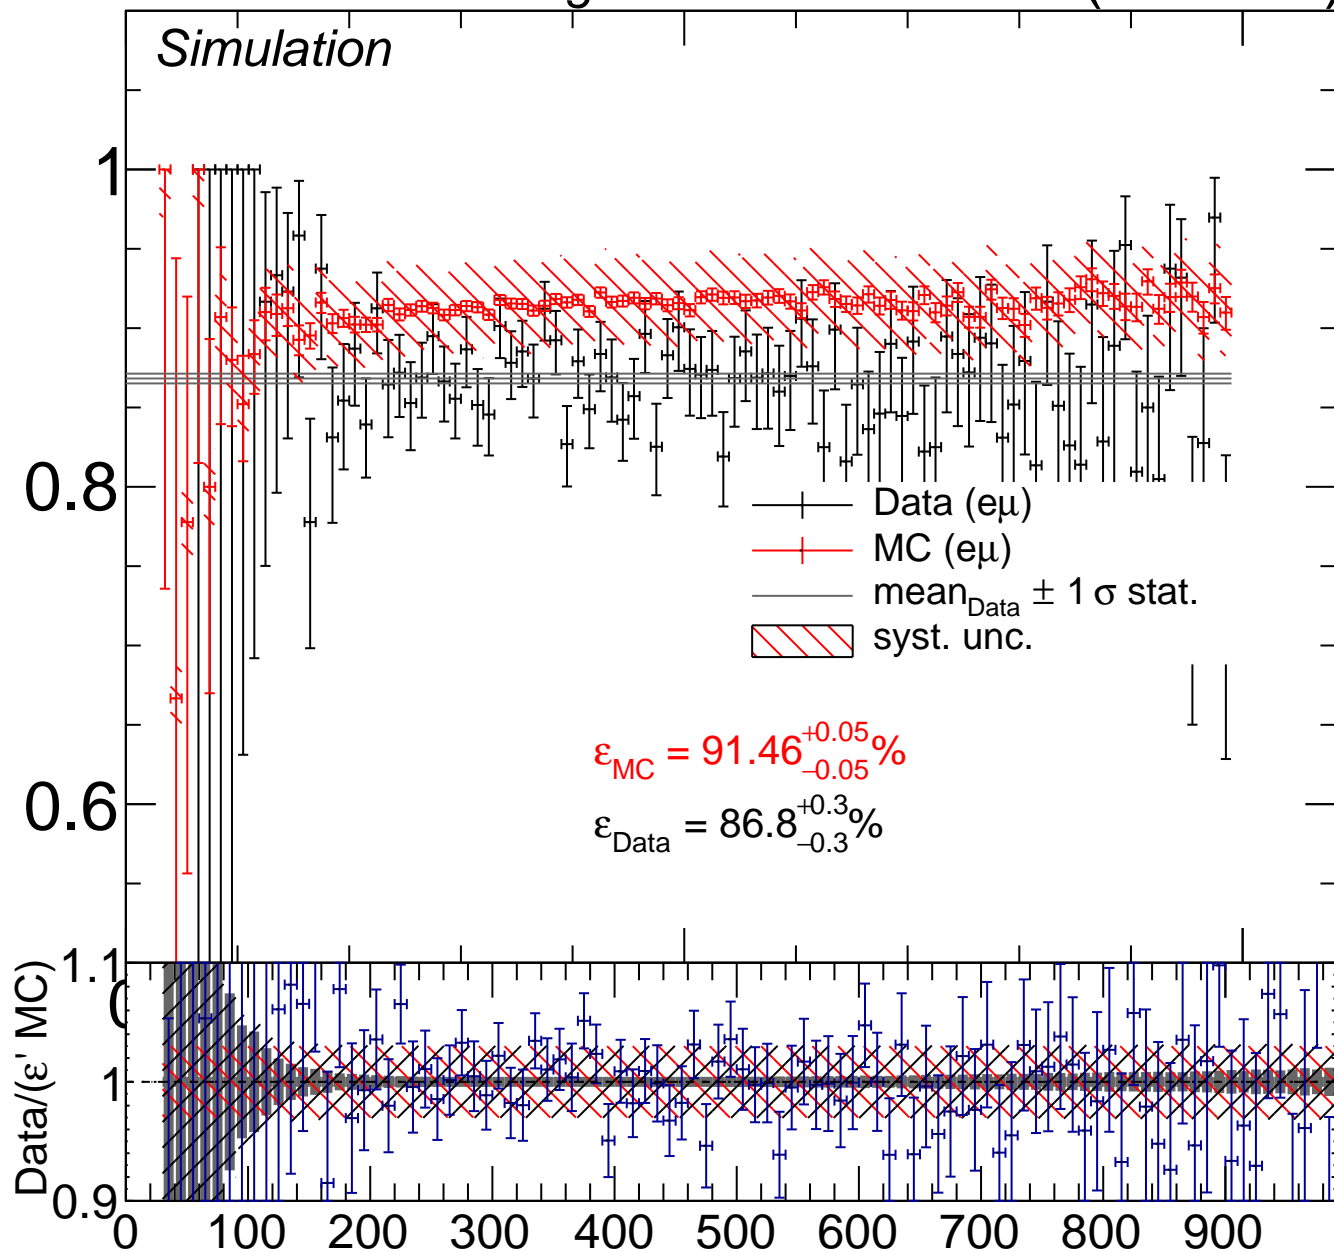 Simulation
1
0.8
0.6
Data (eμ)
MC (eμ)
mean_Data ± 1 σ stat.
syst. unc.
ε_MC = 91.46 +0.05 −0.05 %
ε_Data = 86.8 +0.3 −0.3 %
Data/(ε' MC)
1.1
1
0.9
0 100 200 300 400 500 600 700 800 900